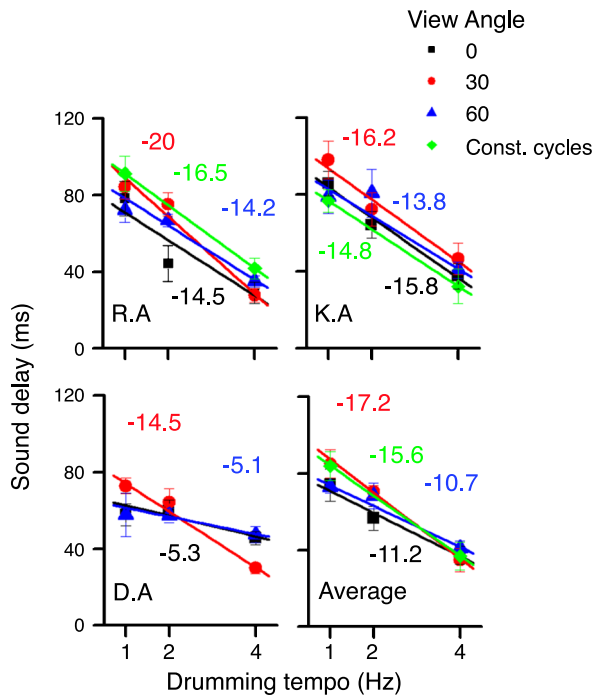 View Angle
0
30
60
Const. cycles
120
80
40
0
-20
-16.5
-14.2
-14.5
R.A
-16.2
-13.8
-14.8
-15.8
K.A
Sound delay (ms)
120
80
40
0
-14.5
-5.1
-5.3
D.A
-17.2
-15.6
-10.7
-11.2
Average
1 2 4
1 2 4
Drumming tempo (Hz)